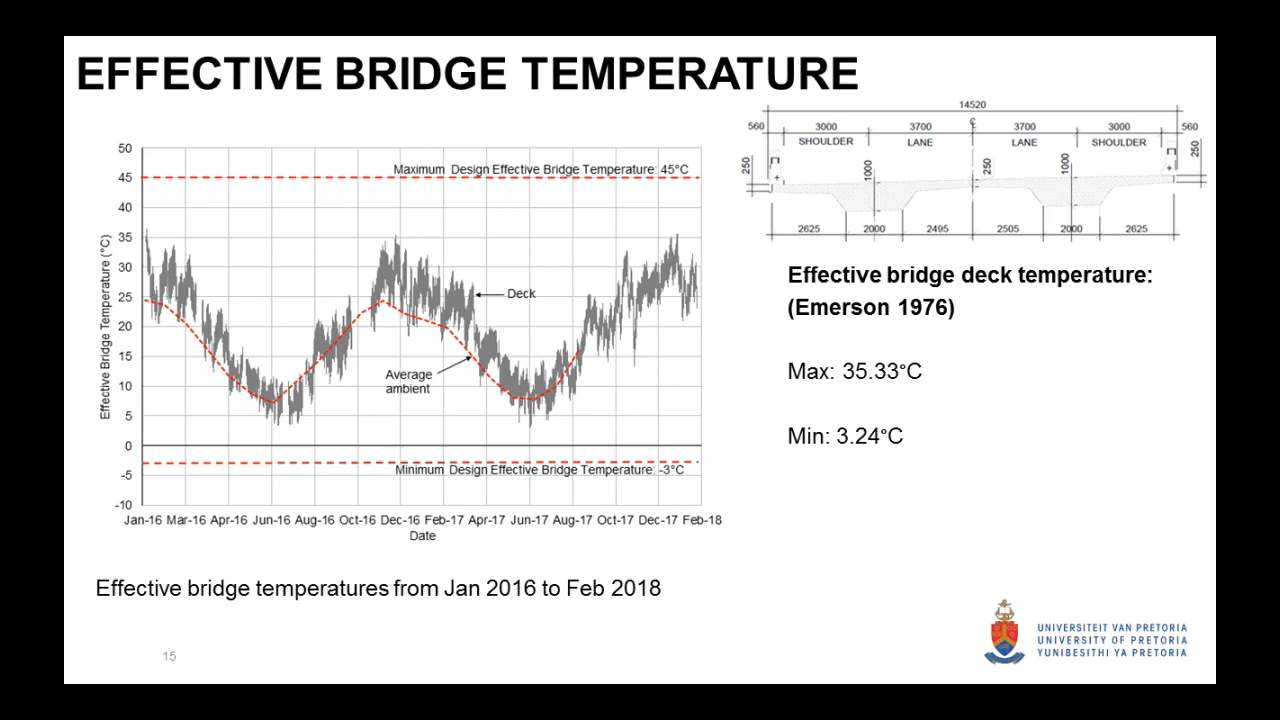 EFFECTIVE BRIDGE TEMPERATURE
14520
560 3000 3700 ℄ 3700 3000 560
SHOULDER LANE LANE SHOULDER
250 1000 250 1000 250
2625 2000 2495 2505 2000 2625
Effective Bridge Temperature (°C)
50
45
40
35
30
25
20
15
10
5
0
-5
-10
Maximum Design Effective Bridge Temperature: 45°C
Deck
Average
ambient
Minimum Design Effective Bridge Temperature: -3°C
Jan-16 Mar-16 Apr-16 Jun-16 Aug-16 Oct-16 Dec-16 Feb-17 Apr-17 Jun-17 Aug-17 Oct-17 Dec-17 Feb-18
Date
Effective bridge deck temperature:
(Emerson 1976)
Max: 35.33°C
Min: 3.24°C
Effective bridge temperatures from Jan 2016 to Feb 2018
15
UNIVERSITEIT VAN PRETORIA
UNIVERSITY OF PRETORIA
YUNIBESITHI YA PRETORIA